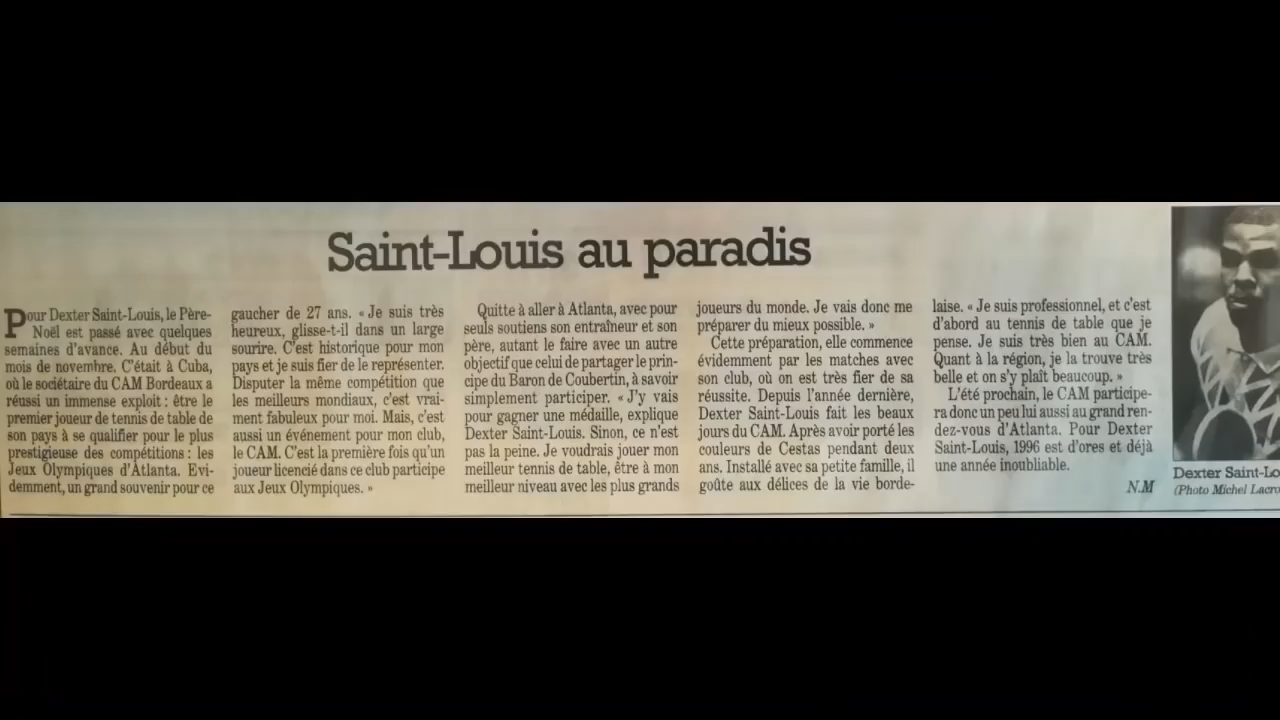 Saint-Louis au paradis
Pour Dexter Saint-Louis, le Père-
Noël est passé avec quelques
semaines d'avance. Au début du
mois de novembre. C'était à Cuba,
où le sociétaire du CAM Bordeaux a
réussi un immense exploit : être le
premier joueur de tennis de table de
son pays à se qualifier pour le plus
prestigieuse des compétitions : les
Jeux Olympiques d'Atlanta. Evi-
demment, un grand souvenir pour ce
gaucher de 27 ans. « Je suis très
heureux, glisse-t-il dans un large
sourire. C'est historique pour mon
pays et je suis fier de le représenter.
Disputer la même compétition que
les meilleurs mondiaux, c'est vrai-
ment fabuleux pour moi. Mais, c'est
aussi un événement pour mon club,
le CAM. C'est la première fois qu'un
joueur licencié dans ce club participe
aux Jeux Olympiques. »
Quitte à aller à Atlanta, avec pour
seuls soutiens son entraîneur et son
père, autant le faire avec un autre
objectif que celui de partager le prin-
cipe du Baron de Coubertin, à savoir
simplement participer. « J'y vais
pour gagner une médaille, explique
Dexter Saint-Louis. Sinon, ce n'est
pas la peine. Je voudrais jouer mon
meilleur tennis de table, être à mon
meilleur niveau avec les plus grands
joueurs du monde. Je vais donc me
préparer du mieux possible. »
Cette préparation, elle commence
évidemment par les matches avec
son club, où on est très fier de sa
réussite. Depuis l'année dernière,
Dexter Saint-Louis fait les beaux
jours du CAM. Après avoir porté les
couleurs de Cestas pendant deux
ans. Installé avec sa petite famille, il
goûte aux délices de la vie borde-
laise. « Je suis professionnel, et c'est
d'abord au tennis de table que je
pense. Je suis très bien au CAM.
Quant à la région, je la trouve très
belle et on s'y plaît beaucoup. »
L'été prochain, le CAM participe-
ra donc un peu lui aussi au grand ren-
dez-vous d'Atlanta. Pour Dexter
Saint-Louis, 1996 est d'ores et déjà
une année inoubliable.
N.M
Dexter Saint-Lo
(Photo Michel Lacro